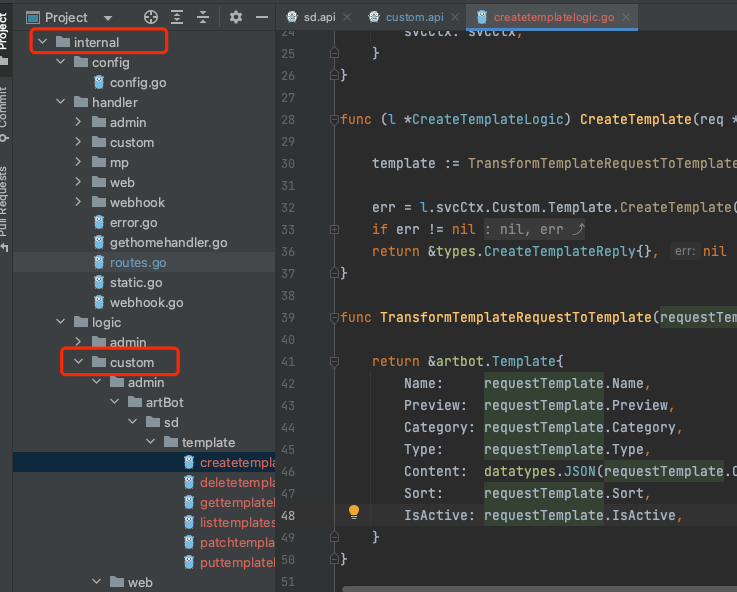 Project
sd.api
custom.api
createtemplatelogic.go
Project
Commit
Pull Requests
internal
config
config.go
handler
admin
custom
mp
web
webhook
error.go
gethomehandler.go
routes.go
static.go
webhook.go
logic
admin
custom
admin
artBot
sd
template
createtempla
deletetempla
gettemplatel
listtemplates
patchtemplat
puttemplatel
web
24 svcCtx: svcCtx,
25 }
26 }
27
28 func (l *CreateTemplateLogic) CreateTemplate(req *
29
30 template := TransformTemplateRequestToTemplate
31
32 err = l.svcCtx.Custom.Template.CreateTemplate(
33 if err != nil : nil, err
36 return &types.CreateTemplateReply{}, err: nil
37 }
38
39 func TransformTemplateRequestToTemplate(requestTem
40
41 return &artbot.Template{
42 Name: requestTemplate.Name,
43 Preview: requestTemplate.Preview,
44 Category: requestTemplate.Category,
45 Type: requestTemplate.Type,
46 Content: datatypes.JSON(requestTemplate.C
47 Sort: requestTemplate.Sort,
48 IsActive: requestTemplate.IsActive,
49 }
50 }
51